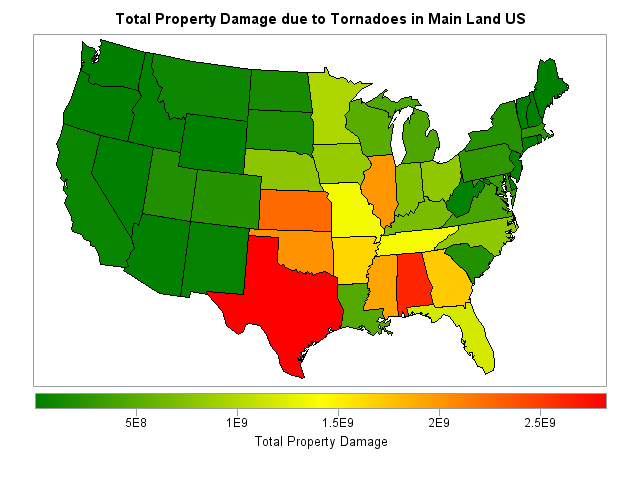 Total Property Damage due to Tornadoes in Main Land US
5E8 1E9 1.5E9 2E9 2.5E9
Total Property Damage